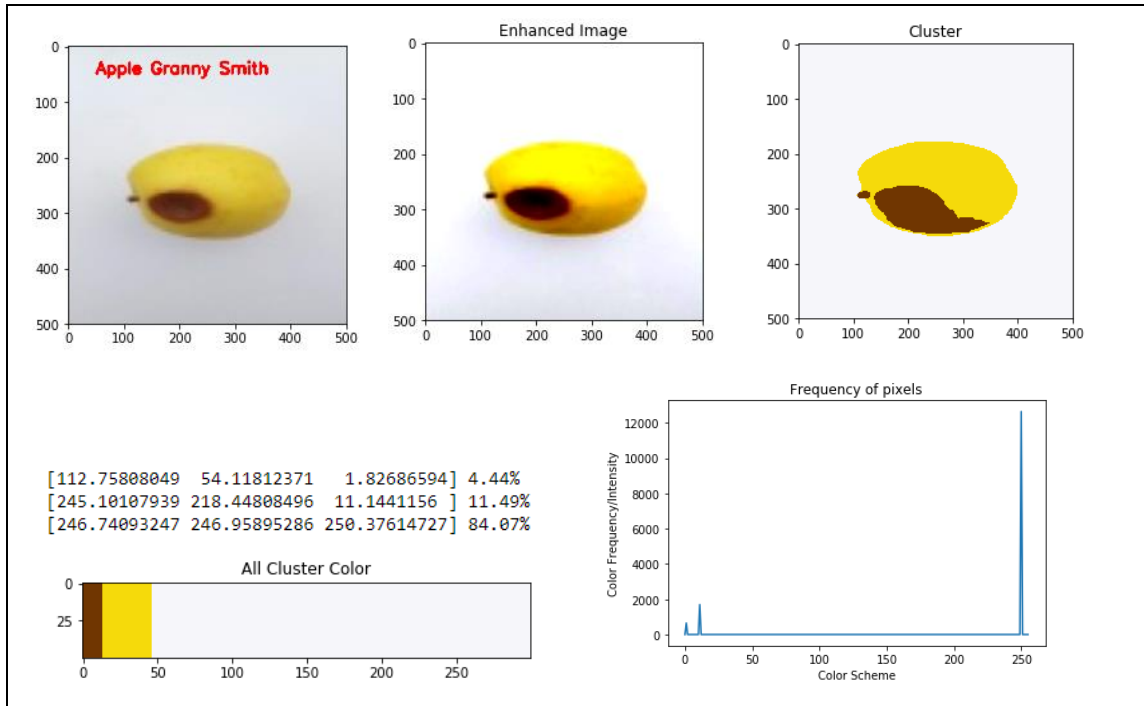 Enhanced Image
Cluster
Apple Granny Smith
0
100
200
300
400
500
0 100 200 300 400 500
0
100
200
300
400
500
0 100 200 300 400 500
0
100
200
300
400
500
0 100 200 300 400 500
[112.75808049 54.11812371 1.82686594] 4.44%
[245.10107939 218.44808496 11.1441156 ] 11.49%
[246.74093247 246.95895286 250.37614727] 84.07%
All Cluster Color
0
25
0 50 100 150 200 250
Frequency of pixels
Color Frequency/Intensity
12000
10000
8000
6000
4000
2000
0
0 50 100 150 200 250
Color Scheme